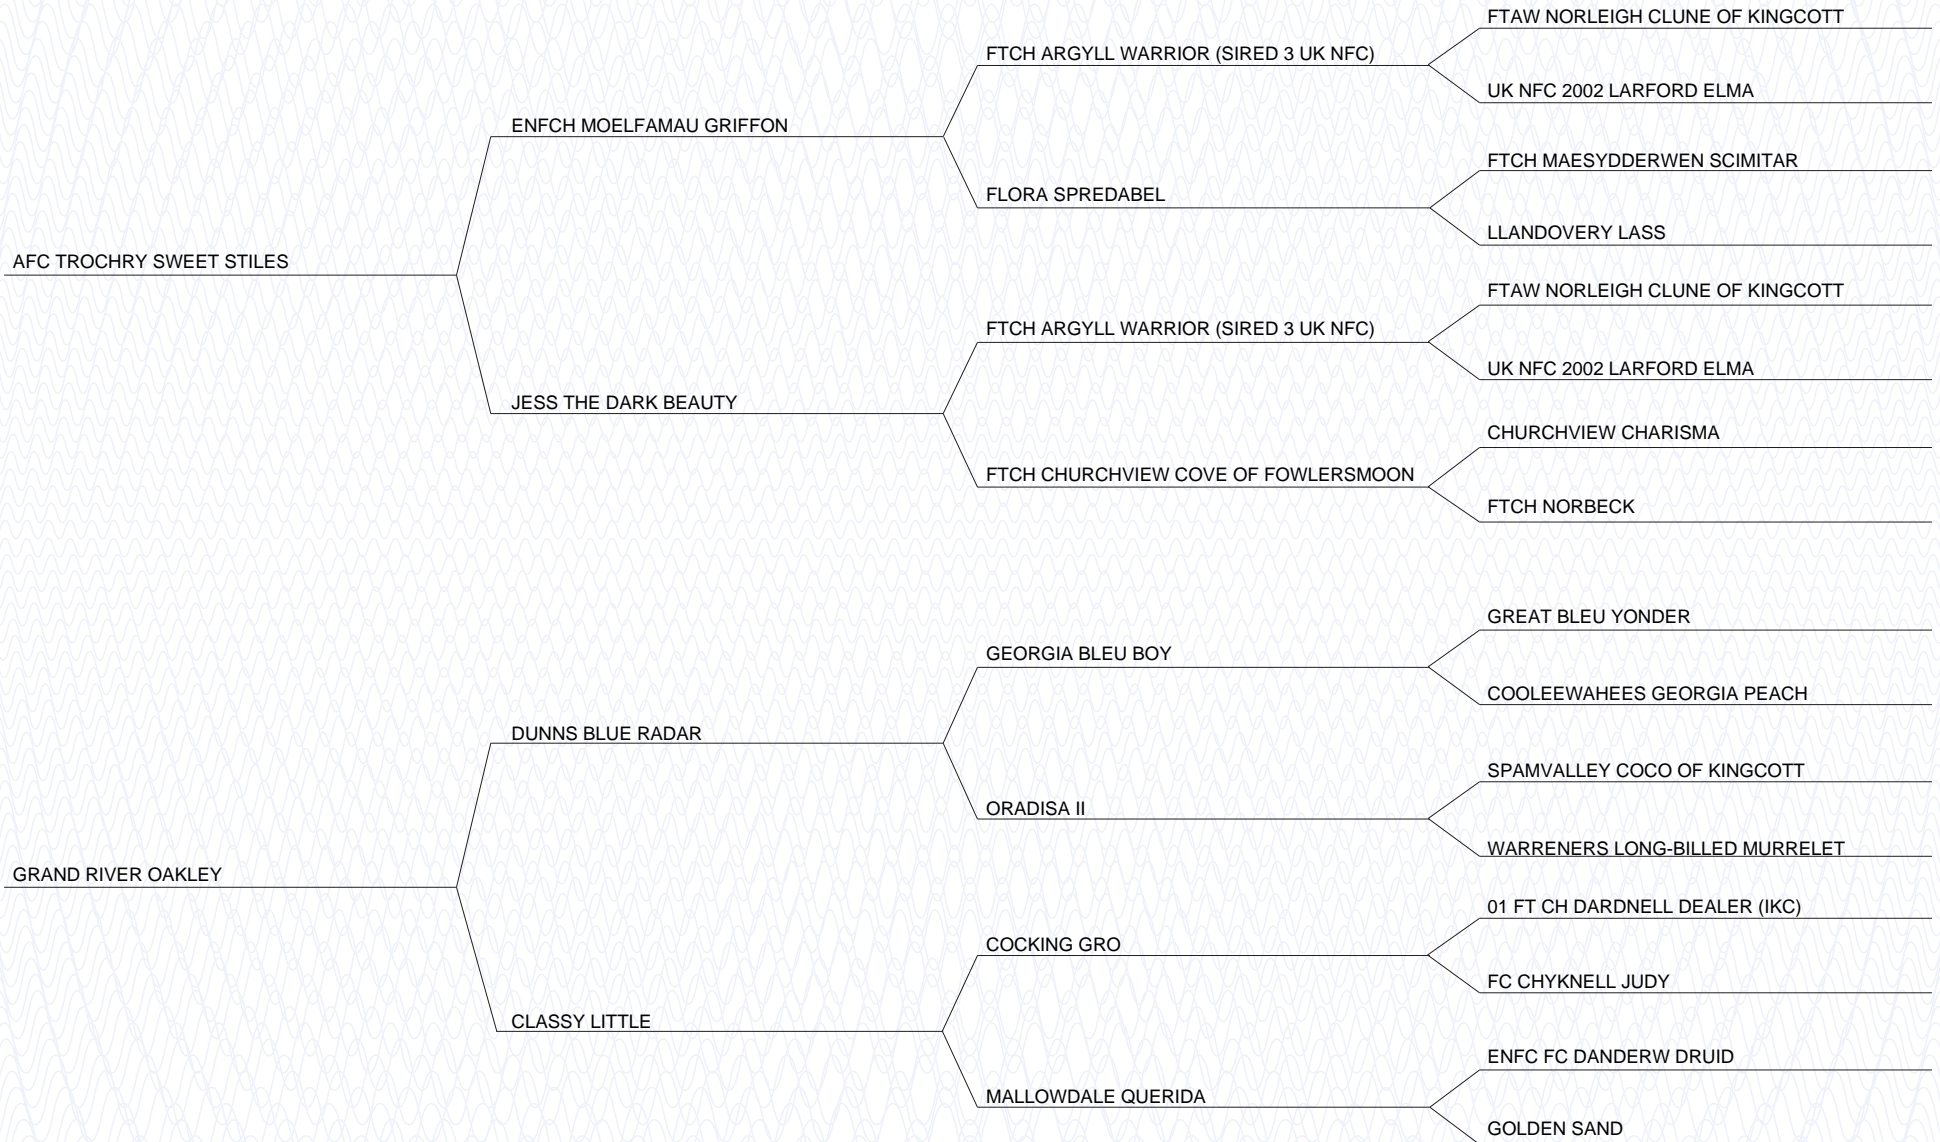 FTAW NORLEIGH CLUNE OF KINGCOTT
FTCH ARGYLL WARRIOR (SIRED 3 UK NFC)
UK NFC 2002 LARFORD ELMA
ENFCH MOELFAMAU GRIFFON
FTCH MAESYDDERWEN SCIMITAR
FLORA SPREDABEL
LLANDOVERY LASS
AFC TROCHRY SWEET STILES
FTAW NORLEIGH CLUNE OF KINGCOTT
FTCH ARGYLL WARRIOR (SIRED 3 UK NFC)
UK NFC 2002 LARFORD ELMA
JESS THE DARK BEAUTY
CHURCHVIEW CHARISMA
FTCH CHURCHVIEW COVE OF FOWLERSMOON
FTCH NORBECK
GREAT BLEU YONDER
GEORGIA BLEU BOY
COOLEEWAHEES GEORGIA PEACH
DUNNS BLUE RADAR
SPAMVALLEY COCO OF KINGCOTT
ORADISA II
WARRENERS LONG-BILLED MURRELET
GRAND RIVER OAKLEY
01 FT CH DARDNELL DEALER (IKC)
COCKING GRO
FC CHYKNELL JUDY
CLASSY LITTLE
ENFC FC DANDERW DRUID
MALLOWDALE QUERIDA
GOLDEN SAND